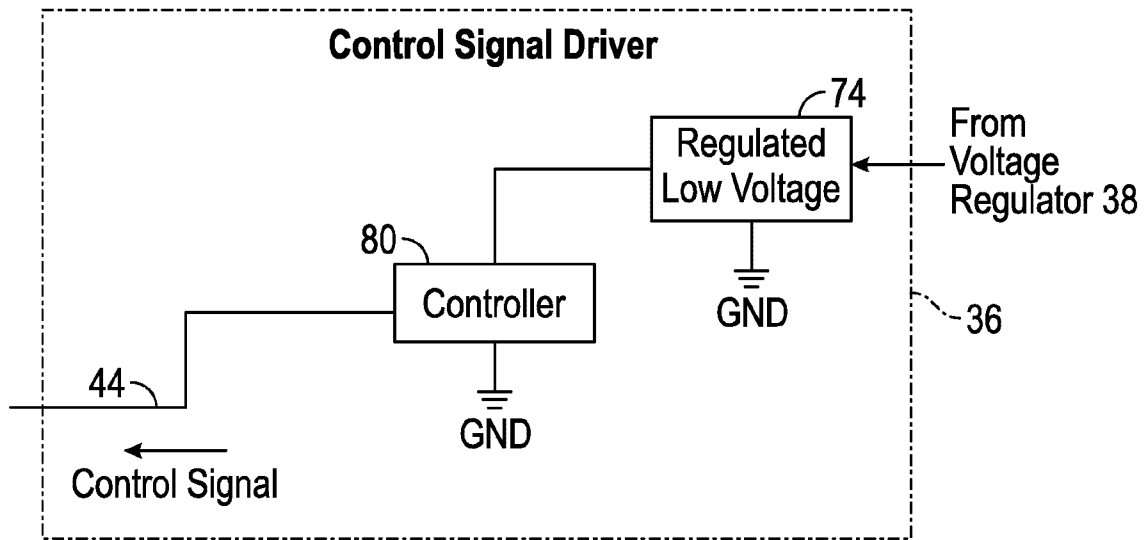 Control Signal Driver
74
Regulated
Low Voltage
From
Voltage
Regulator 38
80
Controller
GND
36
44
GND
Control Signal